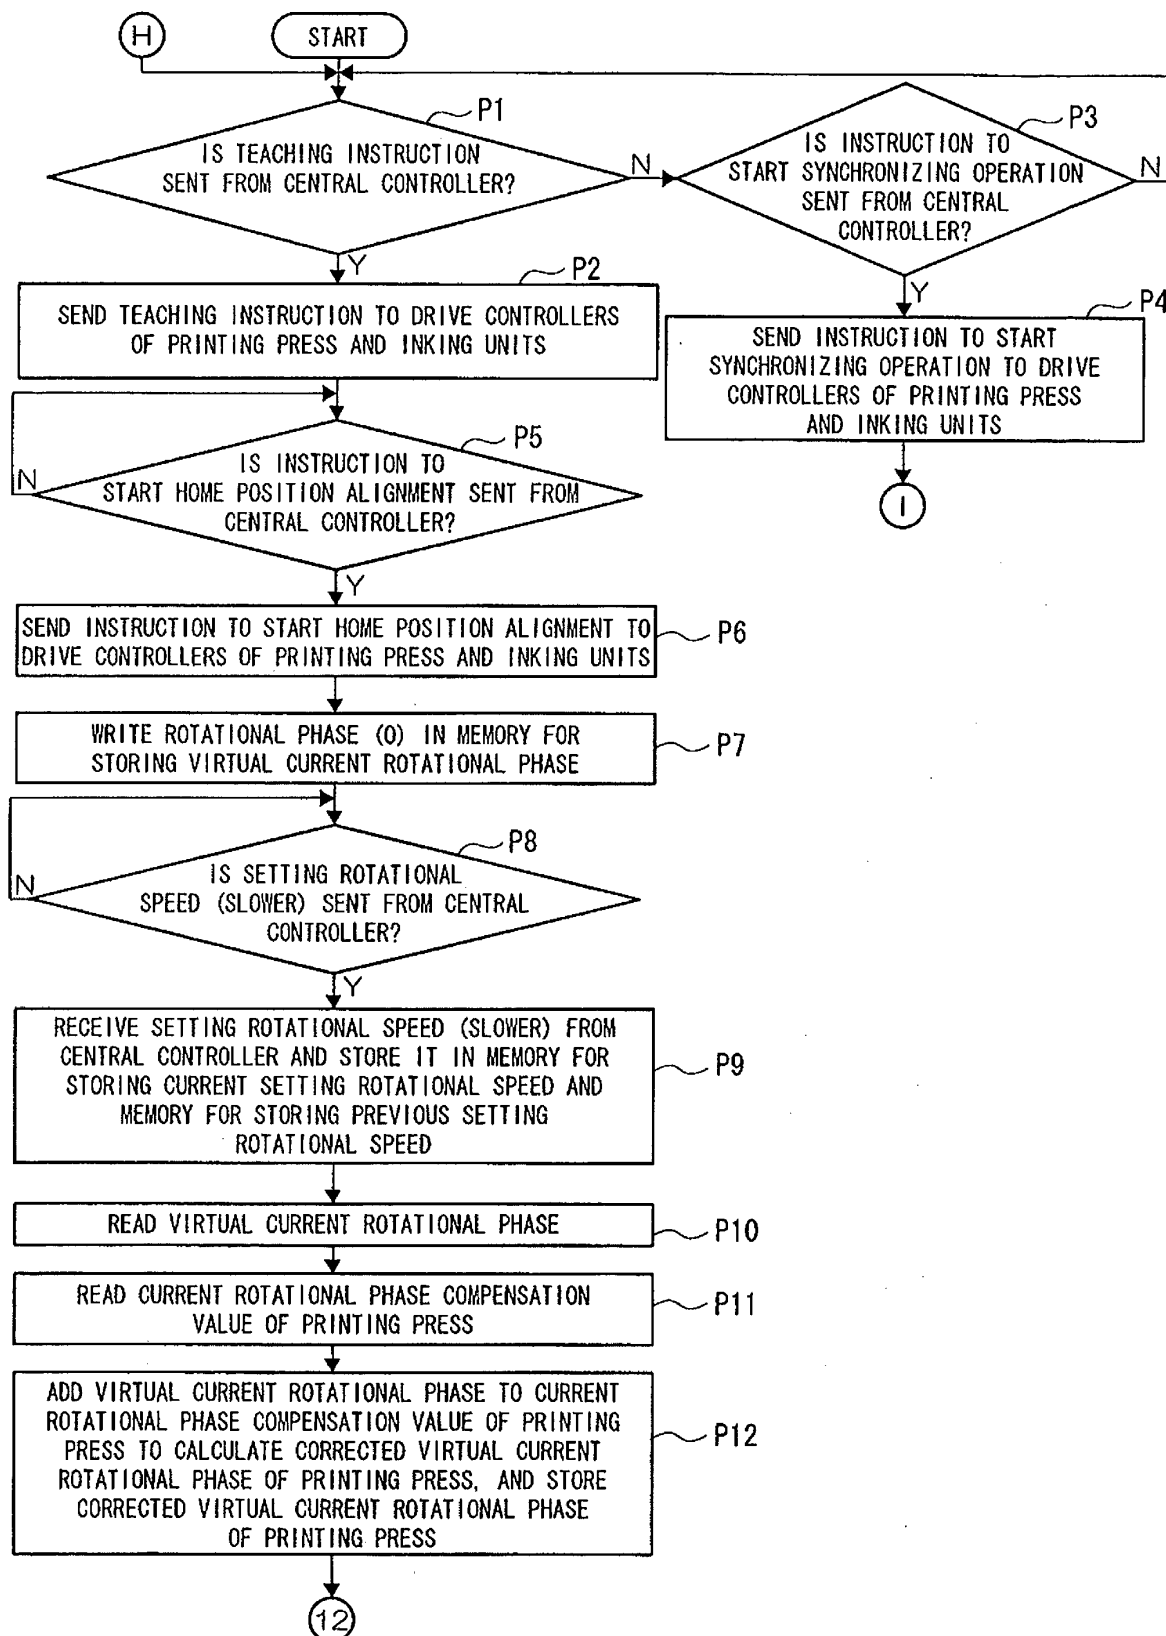 H
START
P1
IS TEACHING INSTRUCTION
SENT FROM CENTRAL CONTROLLER?
N
Y
P3
IS INSTRUCTION TO
START SYNCHRONIZING OPERATION
SENT FROM CENTRAL
CONTROLLER?
N
Y
P2
SEND TEACHING INSTRUCTION TO DRIVE CONTROLLERS
OF PRINTING PRESS AND INKING UNITS
P4
SEND INSTRUCTION TO START
SYNCHRONIZING OPERATION TO DRIVE
CONTROLLERS OF PRINTING PRESS
AND INKING UNITS
I
P5
IS INSTRUCTION TO
START HOME POSITION ALIGNMENT SENT FROM
CENTRAL CONTROLLER?
N
Y
SEND INSTRUCTION TO START HOME POSITION ALIGNMENT TO
DRIVE CONTROLLERS OF PRINTING PRESS AND INKING UNITS
P6
WRITE ROTATIONAL PHASE (0) IN MEMORY FOR
STORING VIRTUAL CURRENT ROTATIONAL PHASE
P7
P8
IS SETTING ROTATIONAL
SPEED (SLOWER) SENT FROM CENTRAL
CONTROLLER?
N
Y
RECEIVE SETTING ROTATIONAL SPEED (SLOWER) FROM
CENTRAL CONTROLLER AND STORE IT IN MEMORY FOR
STORING CURRENT SETTING ROTATIONAL SPEED AND
MEMORY FOR STORING PREVIOUS SETTING
ROTATIONAL SPEED
P9
READ VIRTUAL CURRENT ROTATIONAL PHASE
P10
READ CURRENT ROTATIONAL PHASE COMPENSATION
VALUE OF PRINTING PRESS
P11
ADD VIRTUAL CURRENT ROTATIONAL PHASE TO CURRENT
ROTATIONAL PHASE COMPENSATION VALUE OF PRINTING
PRESS TO CALCULATE CORRECTED VIRTUAL CURRENT
ROTATIONAL PHASE OF PRINTING PRESS, AND STORE
CORRECTED VIRTUAL CURRENT ROTATIONAL PHASE
OF PRINTING PRESS
P12
12